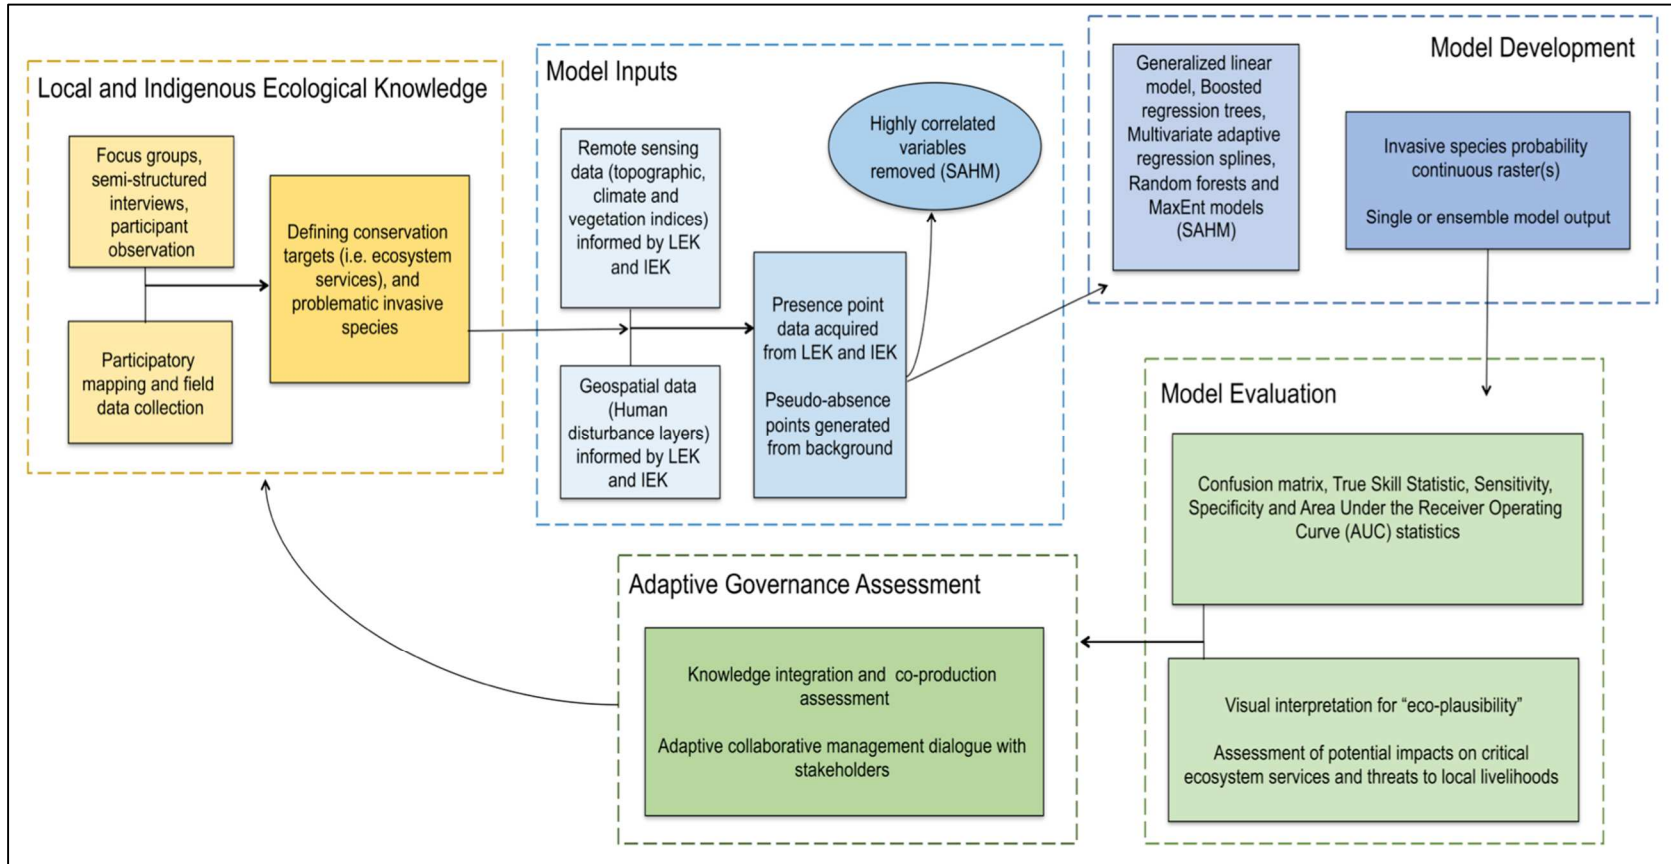 Local and Indigenous Ecological Knowledge
Focus groups,
semi-structured
interviews,
participant
observation
Participatory
mapping and field
data collection
Defining conservation
targets (i.e. ecosystem
services), and
problematic invasive
species
Model Inputs
Remote sensing
data (topographic,
climate and
vegetation indices)
informed by LEK
and IEK
Geospatial data
(Human
disturbance layers)
informed by LEK
and IEK
Highly correlated
variables
removed (SAHM)
Presence point
data acquired
from LEK and IEK
Pseudo-absence
points generated
from background
Model Development
Generalized linear
model, Boosted
regression trees,
Multivariate adaptive
regression splines,
Random forests and
MaxEnt models
(SAHM)
Invasive species probability
continuous raster(s)
Single or ensemble model output
Model Evaluation
Confusion matrix, True Skill Statistic, Sensitivity,
Specificity and Area Under the Receiver Operating
Curve (AUC) statistics
Visual interpretation for “eco-plausibility”
Assessment of potential impacts on critical
ecosystem services and threats to local livelihoods
Adaptive Governance Assessment
Knowledge integration and co-production
assessment
Adaptive collaborative management dialogue with
stakeholders